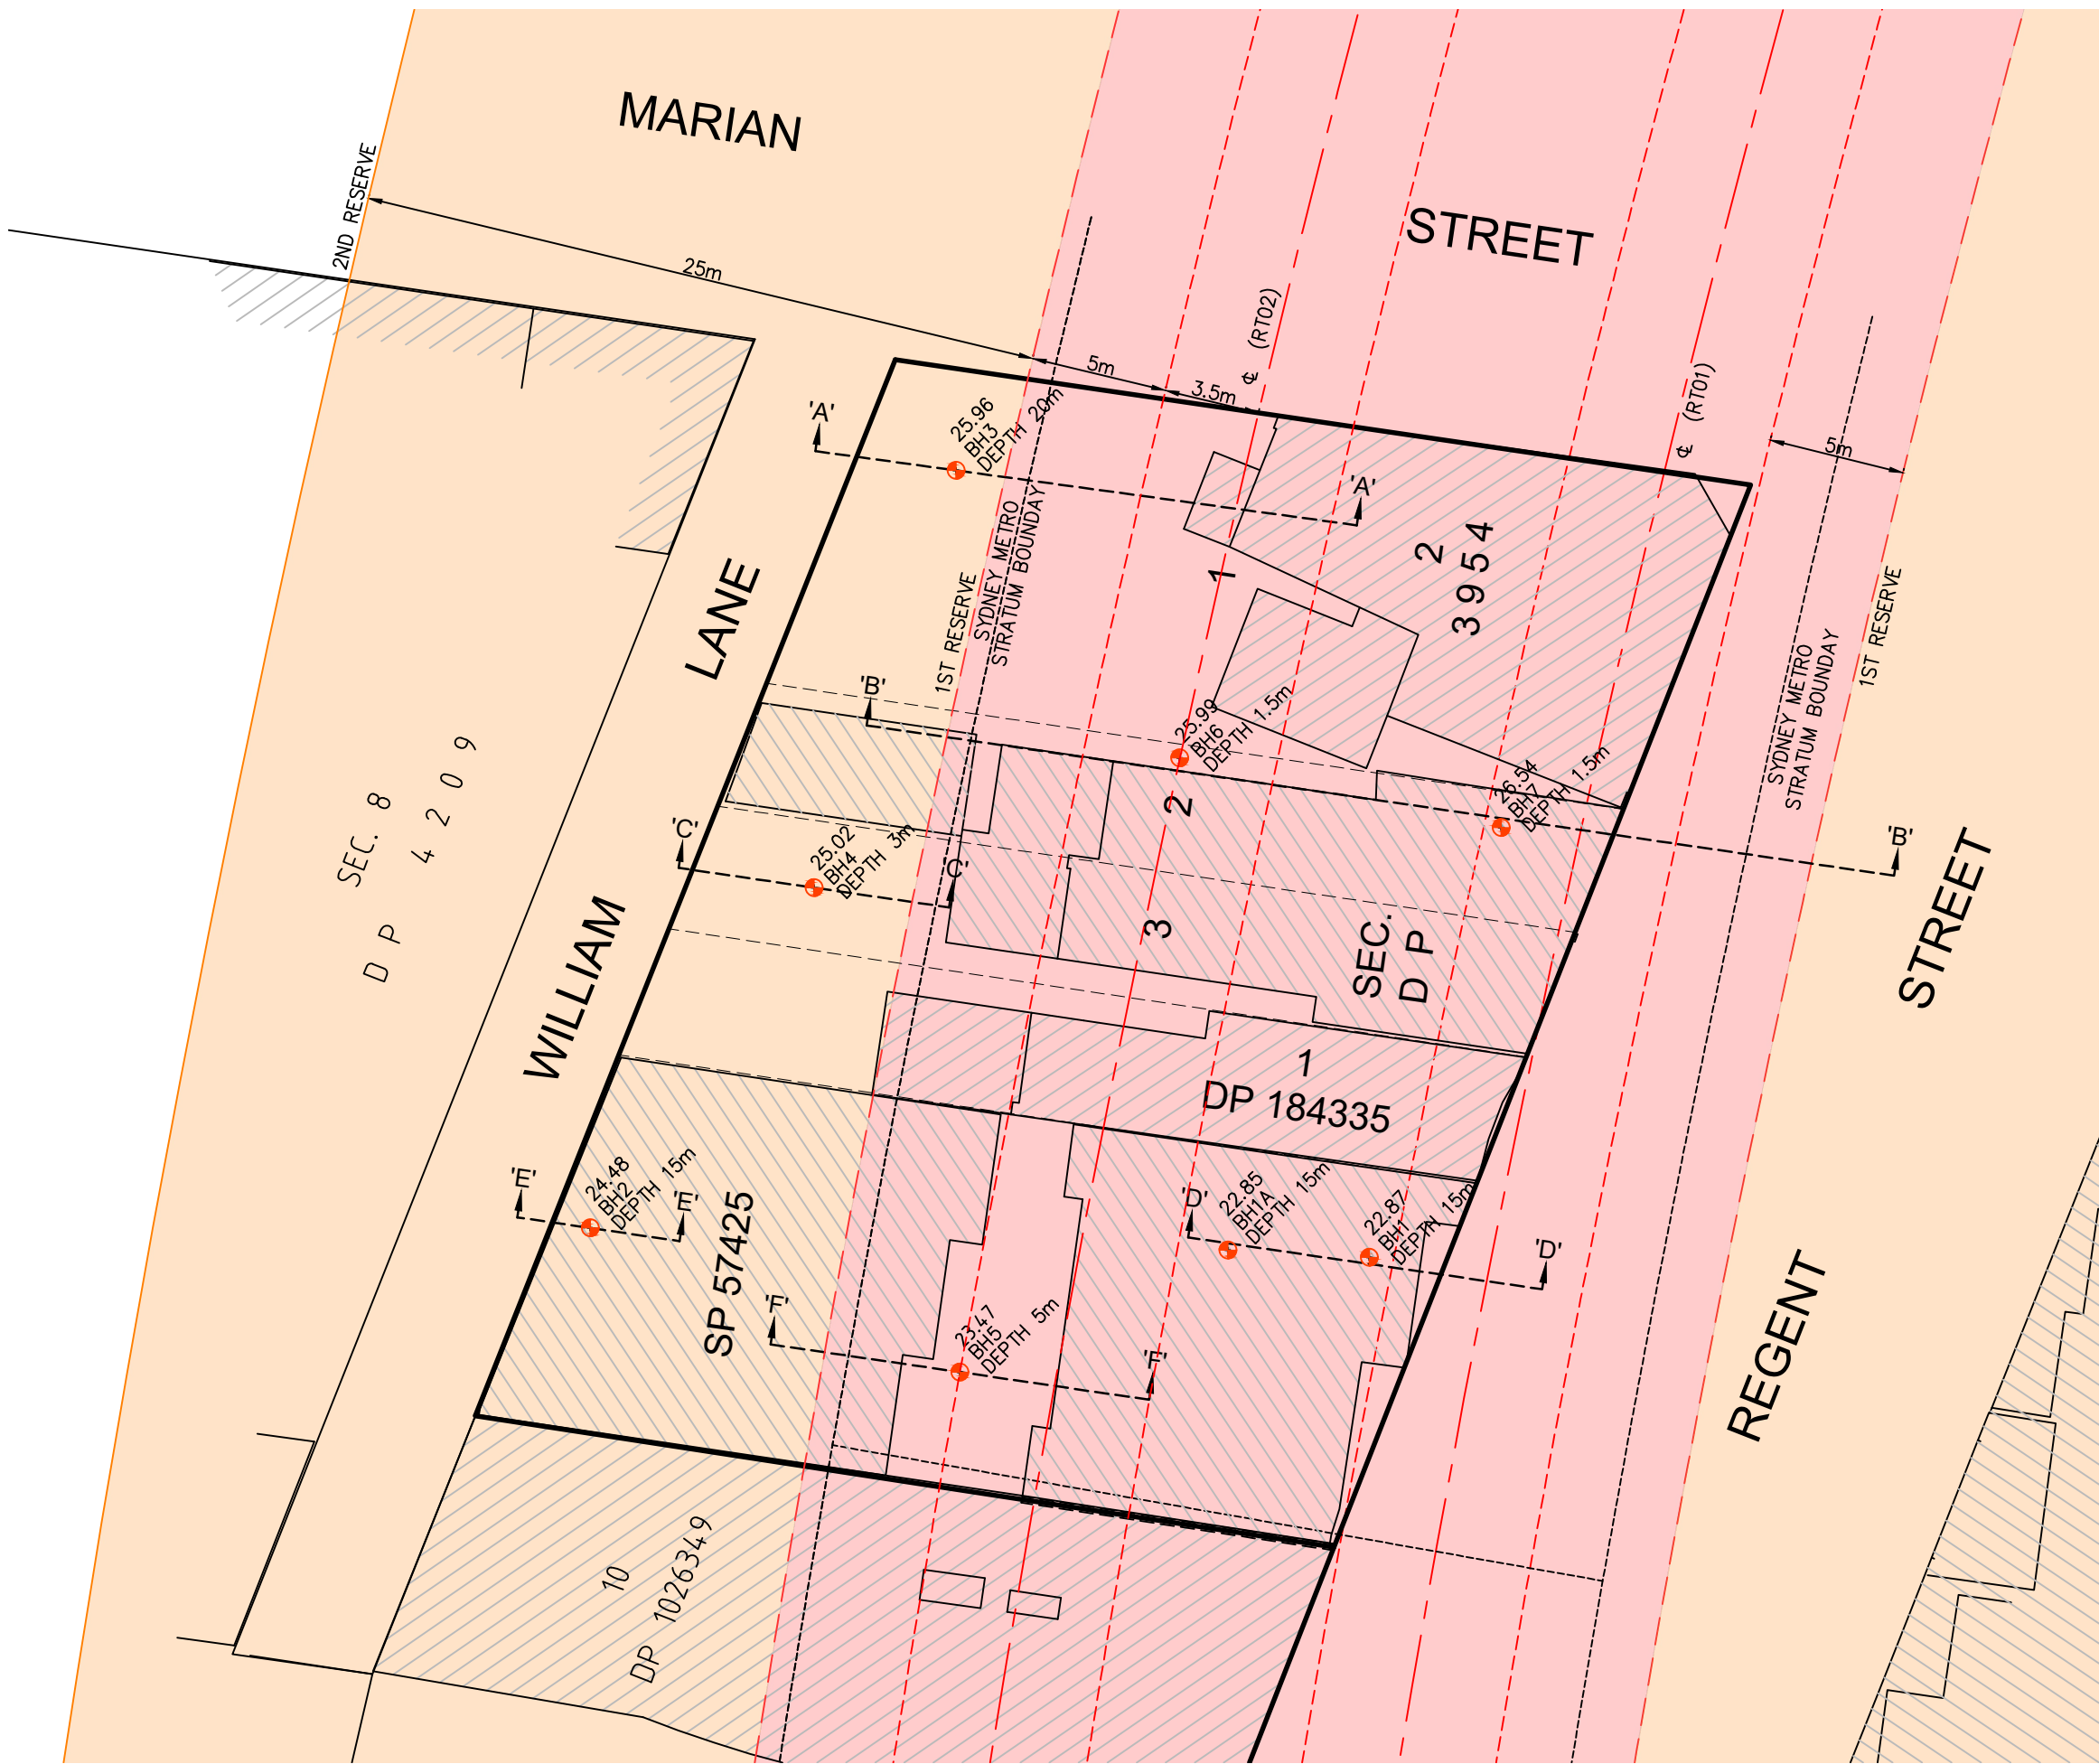 MARIAN
STREET
2ND RESERVE
25m
5m
3.5m
℄ (RT02)
℄ (RT01)
5m
'A'
25.96
BH3
DEPTH 20m
'A'
SYDNEY METRO
STRATUM BOUNDAY
1ST RESERVE
LANE
1
2
3954
1ST RESERVE
SYDNEY METRO
STRATUM BOUNDAY
'B'
25.99
BH6
DEPTH 1.5m
26.54
BH7
DEPTH 1.5m
'B'
SEC. 8
DP 4209
'C'
25.02
BH4
DEPTH 3m
'C'
2
3
SEC.
DP
STREET
WILLIAM
1
DP 184335
'E'
24.48
BH2
DEPTH 15m
'E'
SP 57425
'D'
22.85
BH1A
DEPTH 15m
22.87
BH1
DEPTH 15m
'D'
'F'
23.47
BH5
DEPTH 5m
'F'
REGENT
10
DP 1026349